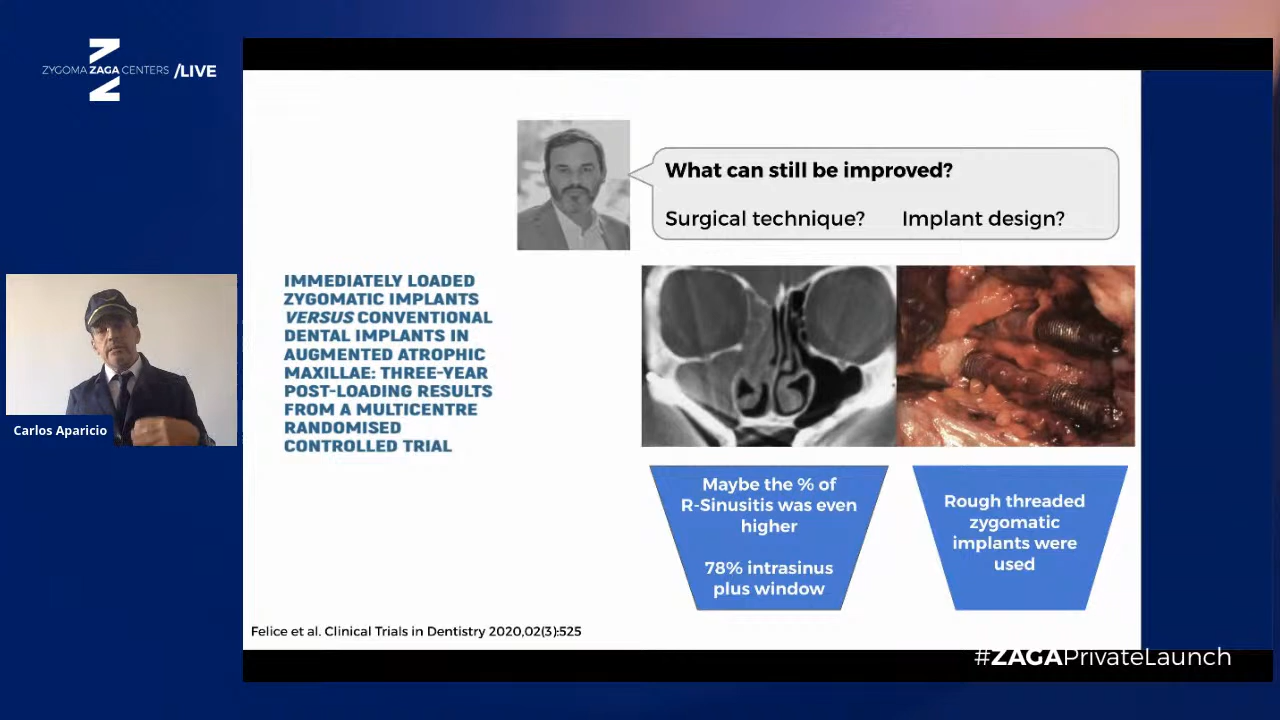 ZYGOMA ZAGA CENTERS /LIVE
What can still be improved?
Surgical technique? Implant design?
IMMEDIATELY LOADED
ZYGOMATIC IMPLANTS
VERSUS CONVENTIONAL
DENTAL IMPLANTS IN
AUGMENTED ATROPHIC
MAXILLAE: THREE-YEAR
POST-LOADING RESULTS
FROM A MULTICENTRE
RANDOMISED
CONTROLLED TRIAL
Carlos Aparicio
Maybe the % of
R-Sinusitis was even
higher
78% intrasinus
plus window
Rough threaded
zygomatic
implants were
used
Felice et al. Clinical Trials in Dentistry 2020,02(3):525
#ZAGAPrivateLaunch